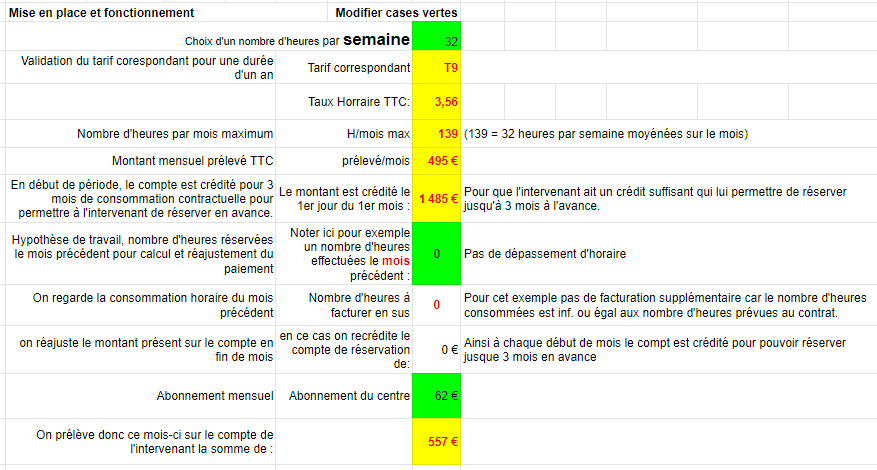 Mise en place et fonctionnement Modifier cases vertes
Choix d'un nombre d'heures par semaine 32
Validation du tarif corespondant pour une durée
d'un an
Tarif correspondant T9
Taux Horraire TTC: 3,56
Nombre d'heures par mois maximum H/mois max 139 (139 = 32 heures par semaine moyénées sur le mois)
Montant mensuel prélevé TTC prélevé/mois 495 €
En début de période, le compte est crédité pour 3
mois de consommation contractuelle pour
permettre à l'intervenant de réserver en avance.
Le montant est crédité le
1er jour du 1er mois :
1 485 €
Pour que l'intervenant ait un crédit suffisant qui lui permettre de réserver
jusqu'à 3 mois à l'avance.
Hypothèse de travail, nombre d'heures réservées
le mois précédent pour calcul et réajustement du
paiement
Noter ici pour exemple
un nombre d'heures
effectuées le mois
précédent :
0
Pas de dépassement d'horaire
On regarde la consommation horaire du mois
précédent
Nombre d'heures à
facturer en sus
0
Pour cet exemple pas de facturation supplémentaire car le nombre d'heures
consommées est inf. ou égal aux nombre d'heures prévues au contrat.
on réajuste le montant présent sur le compte en
fin de mois
en ce cas on recrédite le
compte de réservation
de:
0 €
Ainsi à chaque début de mois le compt est crédité pour pouvoir réserver
jusque 3 mois en avance
Abonnement mensuel Abonnement du centre 62 €
On prélève donc ce mois-ci sur le compte de
l'intervenant la somme de :
557 €